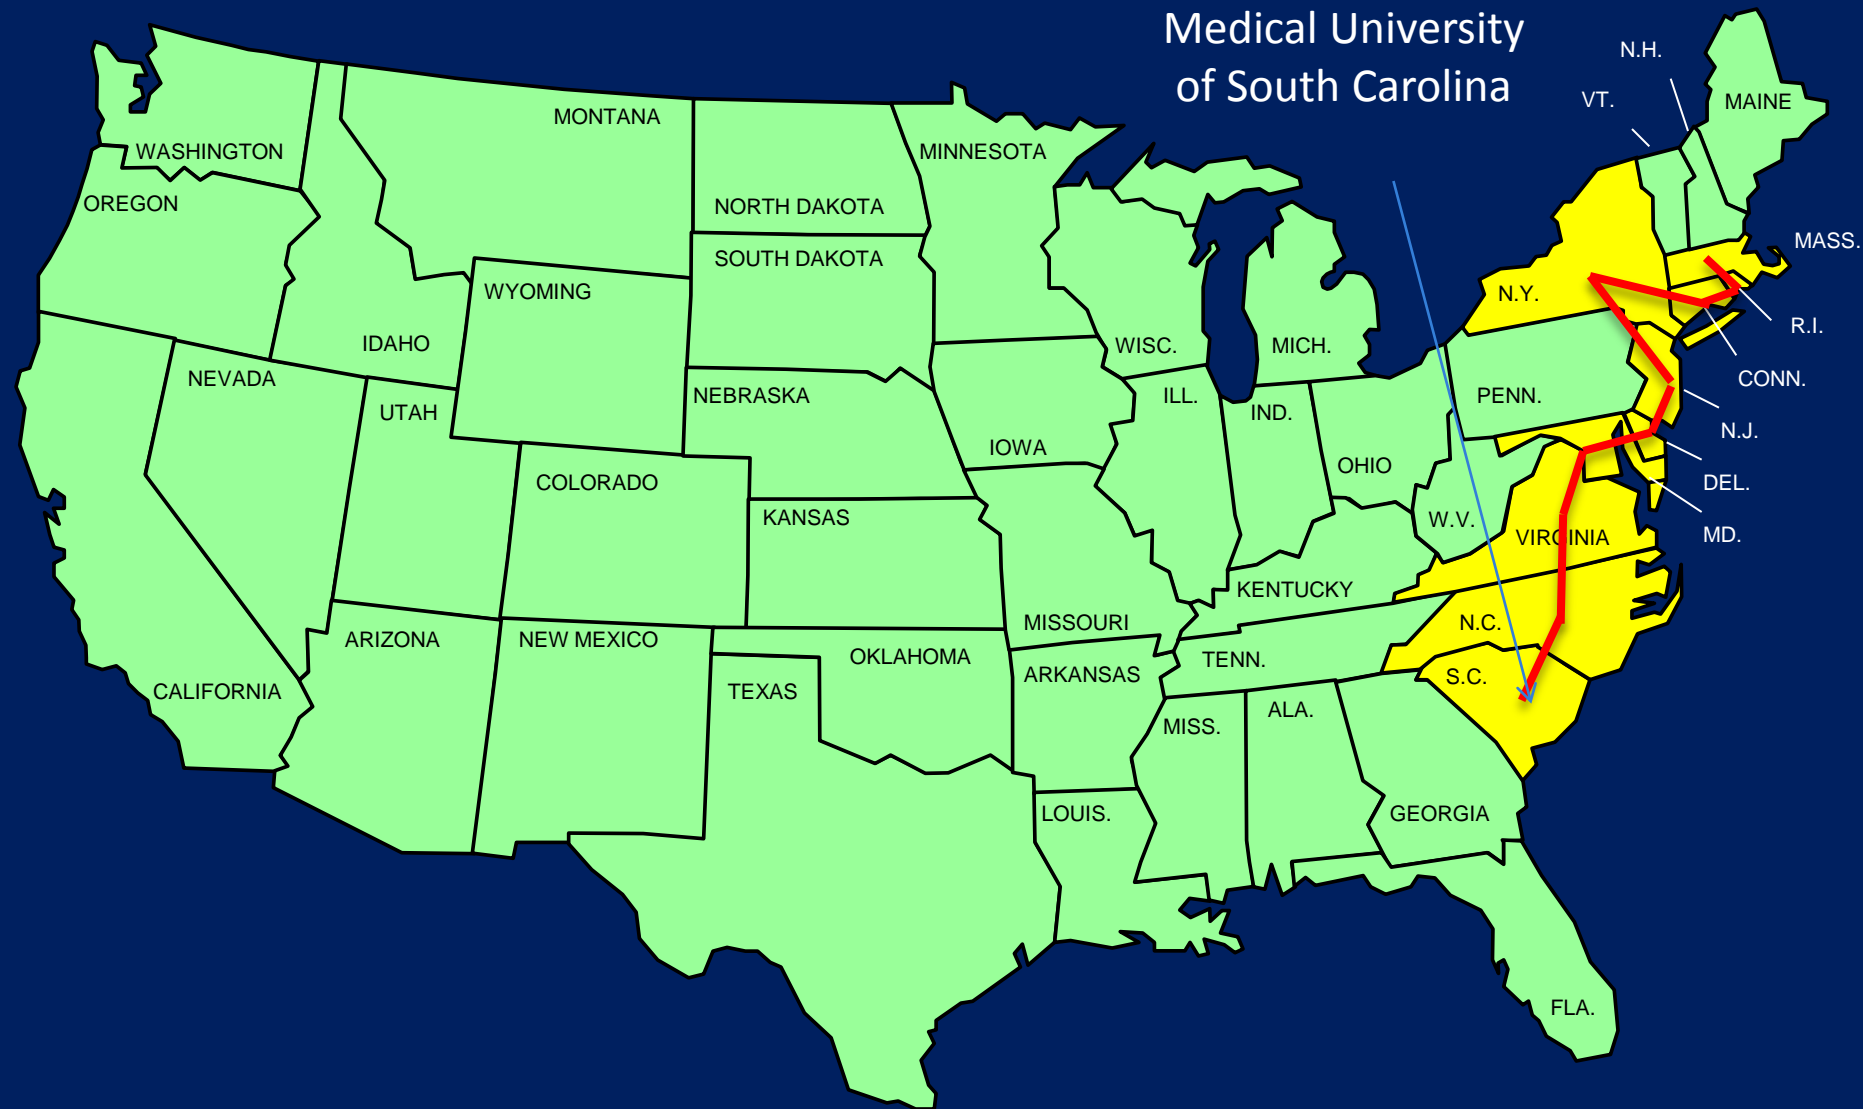 Medical University
of South Carolina
N.H.
VT.
MAINE
MONTANA
WASHINGTON
MINNESOTA
OREGON
NORTH DAKOTA
MASS.
SOUTH DAKOTA
WYOMING
N.Y.
R.I.
IDAHO
WISC.
MICH.
NEVADA
CONN.
NEBRASKA
ILL.
PENN.
UTAH
IND.
N.J.
IOWA
OHIO
COLORADO
DEL.
KANSAS
W.V.
VIRGINIA
MD.
KENTUCKY
MISSOURI
N.C.
ARIZONA
NEW MEXICO
OKLAHOMA
TENN.
ARKANSAS
S.C.
CALIFORNIA
TEXAS
ALA.
MISS.
LOUIS.
GEORGIA
FLA.